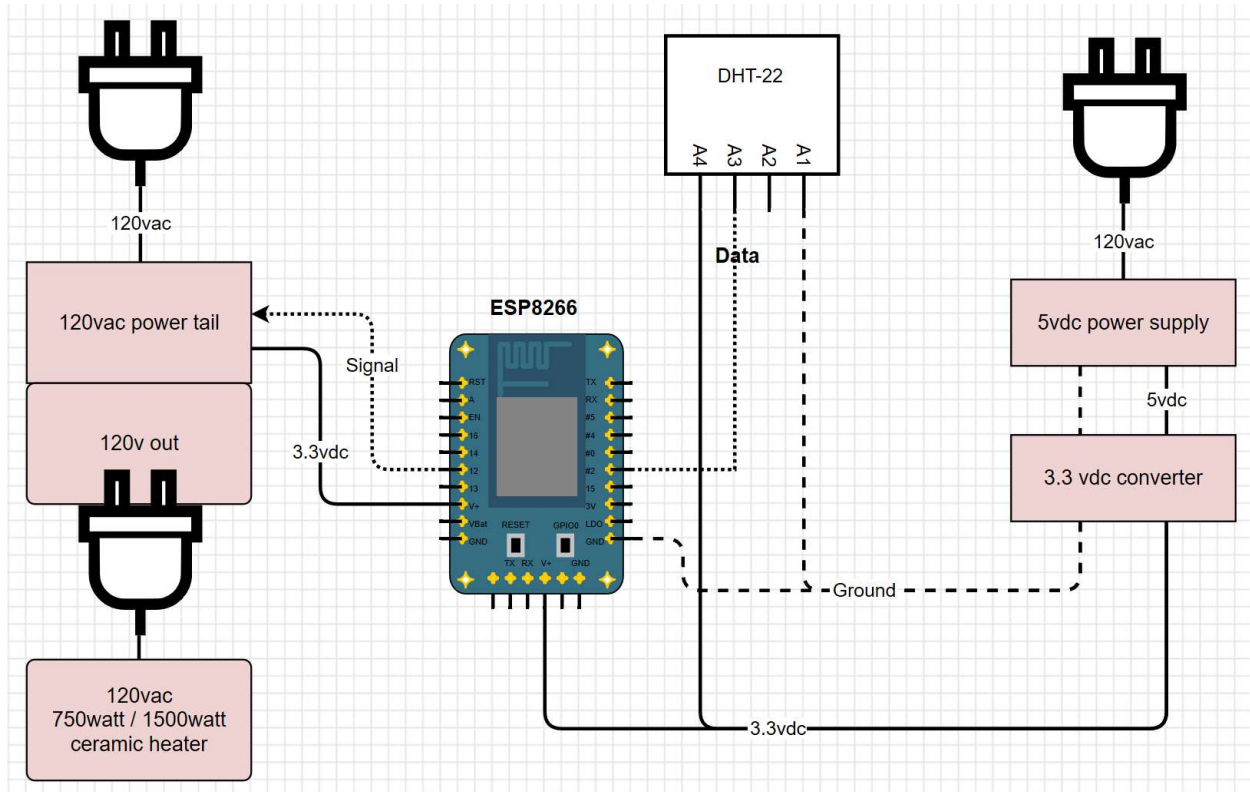 DHT-22
A4
A3
A2
A1
120vac
120vac
Data
120vac power tail
ESP8266
5vdc power supply
Signal
RST
A
EN
16
14
12
13
V+
VBat
GND
TX
RX
#5
#4
#0
#2
15
3V
LDO
GND
RESET
GPIO0
TX RX V+ GND
5vdc
120v out
3.3vdc
3.3 vdc converter
Ground
120vac
750watt / 1500watt
ceramic heater
3.3vdc